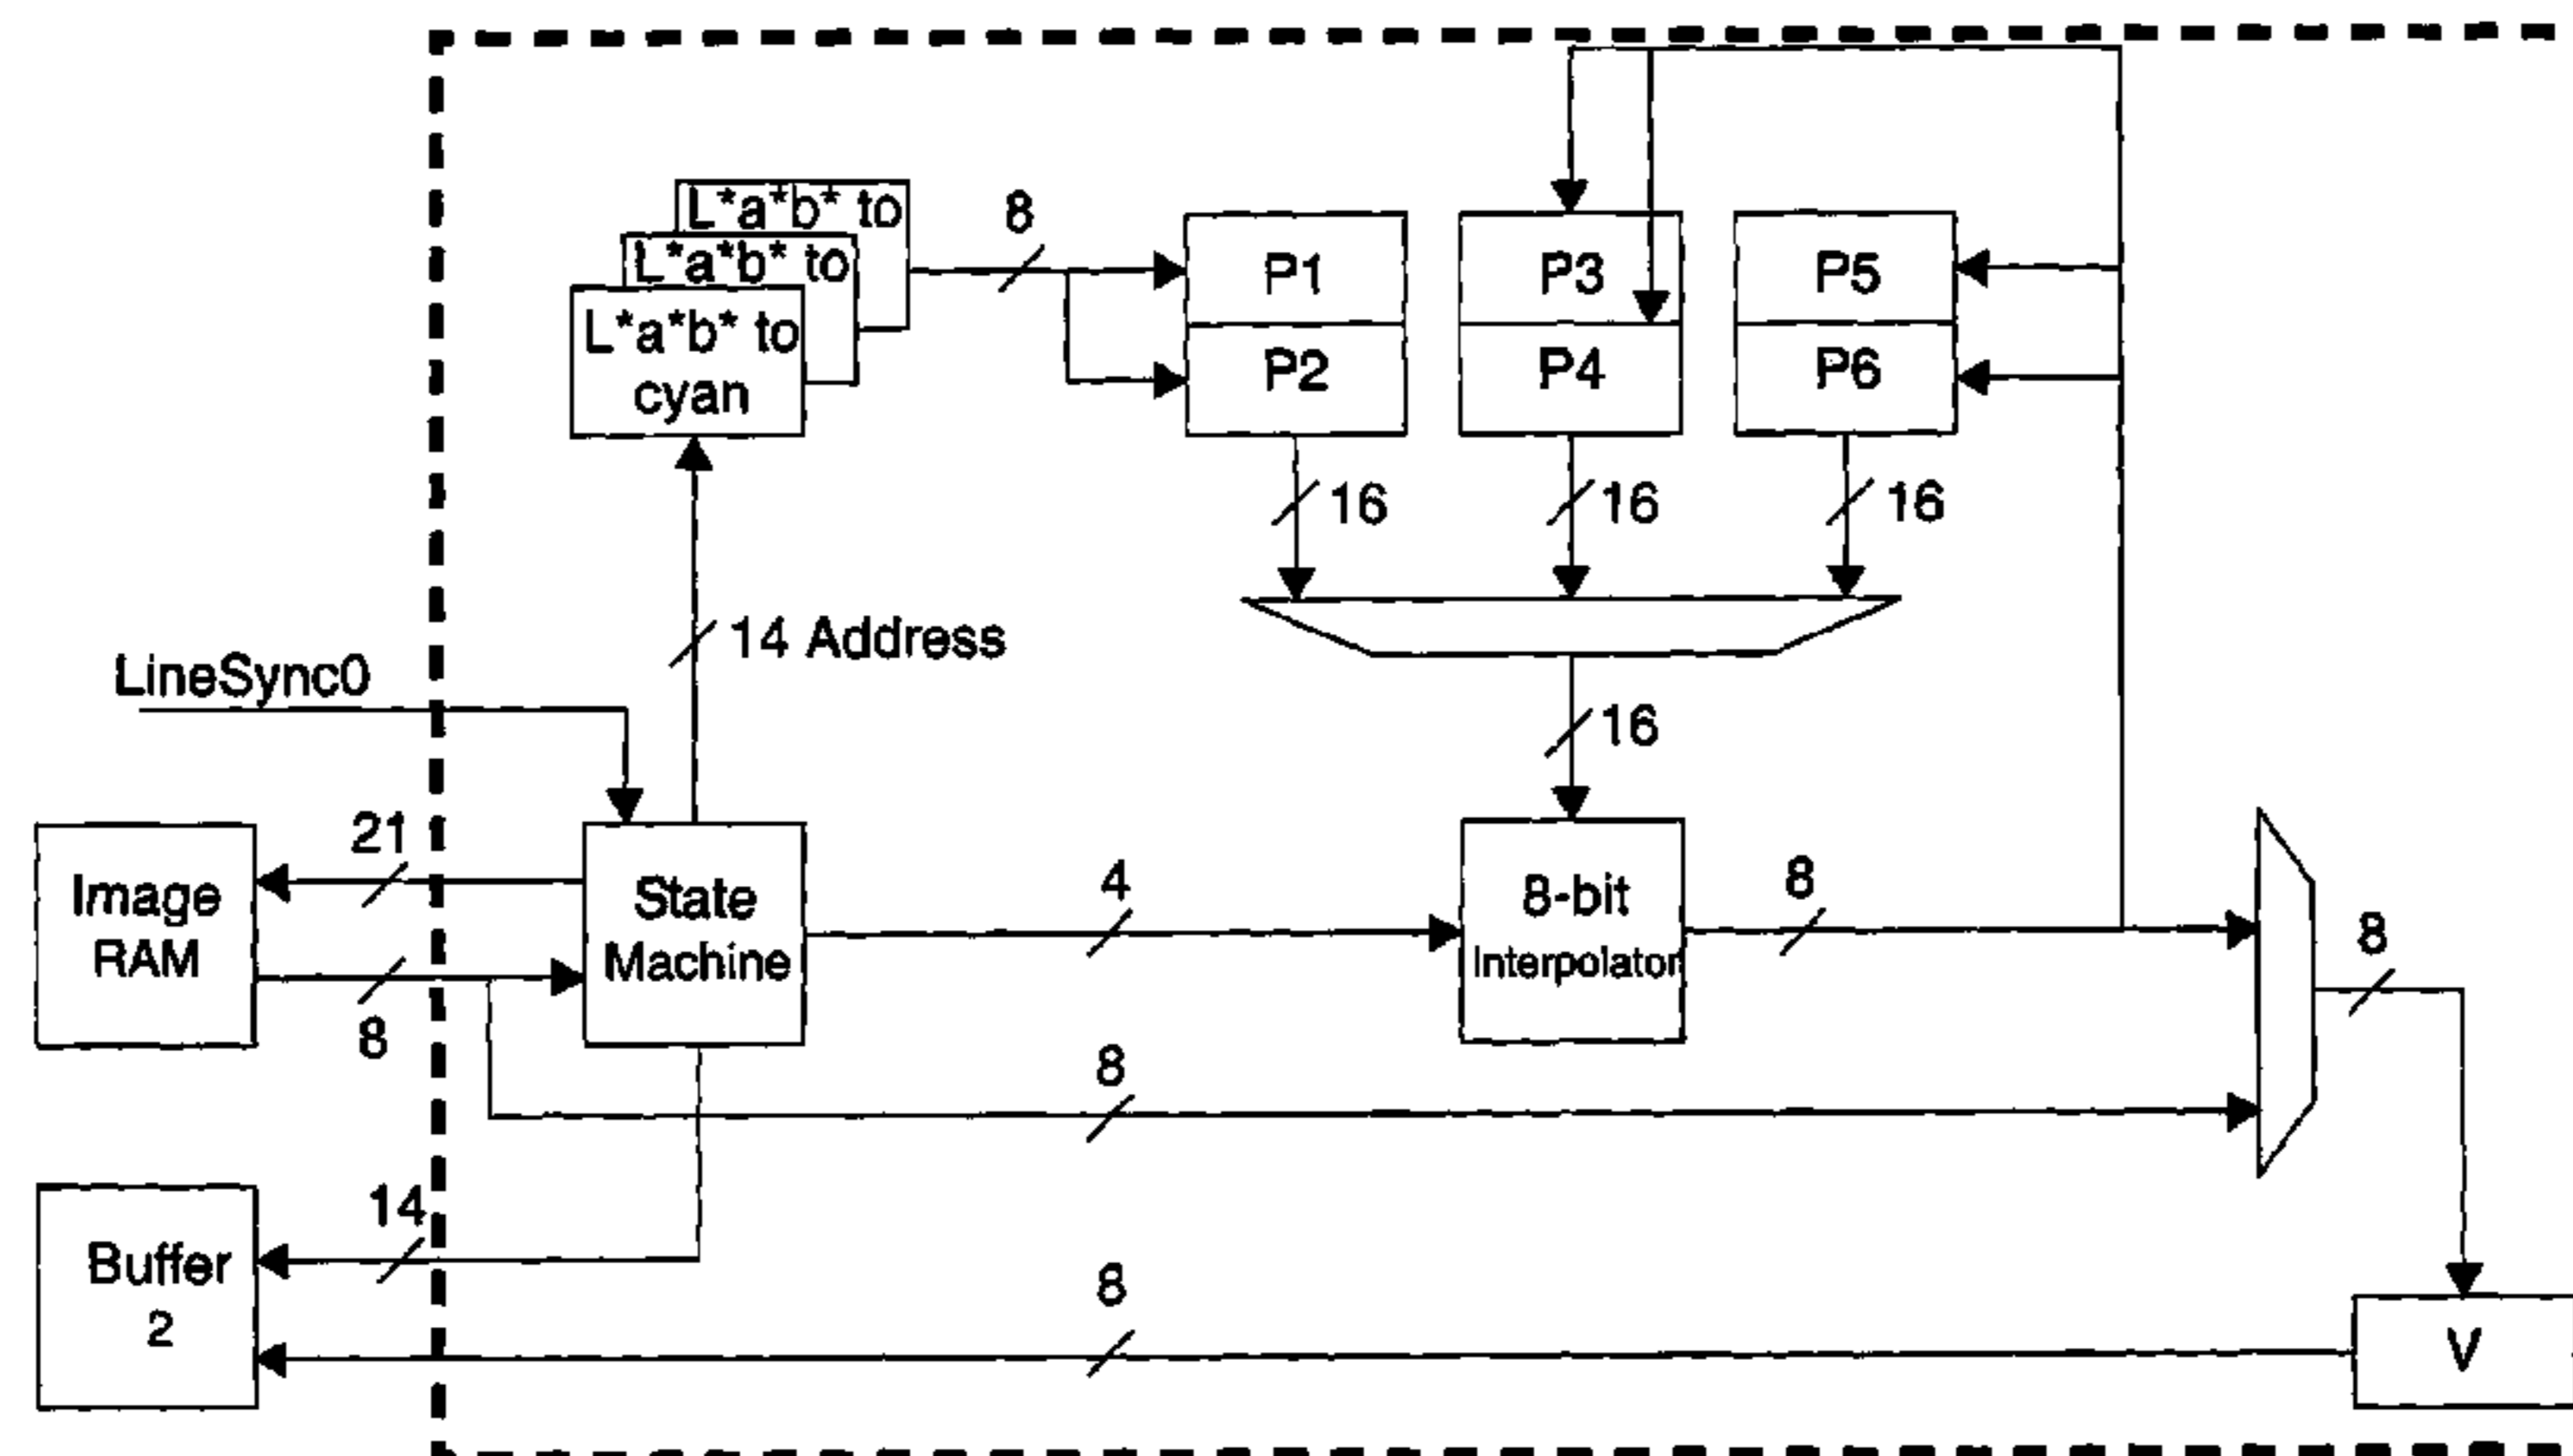 L*a*b* to
L*a*b* to
L*a*b* to
cyan
8
P1
P2
P3
P4
P5
P6
16
16
16
14 Address
LineSync0
16
Image
RAM
21
8
State
Machine
4
8-bit
Interpolator
8
8
8
Buffer
2
14
8
V